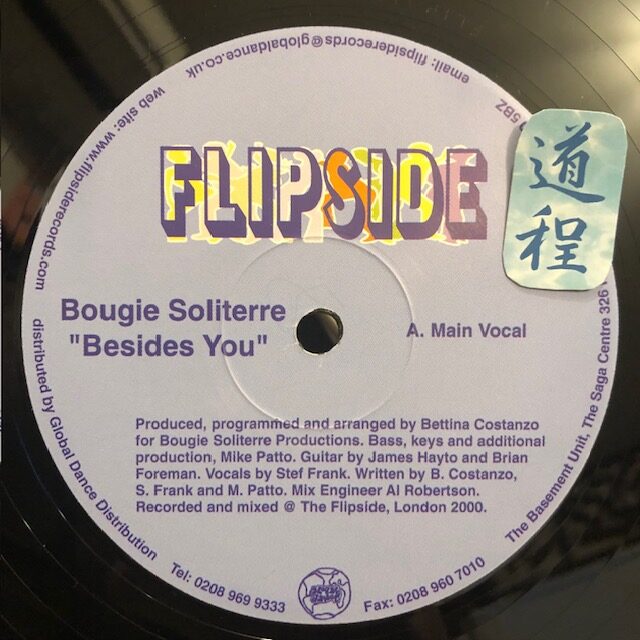 FLIPSIDE
道
程
Bougie Soliterre
"Besides You"
A. Main Vocal
Produced, programmed and arranged by Bettina Costanzo
for Bougie Soliterre Productions. Bass, keys and additional
production, Mike Patto. Guitar by James Hayto and Brian
Foreman. Vocals by Stef Frank. Written by B. Costanzo,
S. Frank and M. Patto. Mix Engineer Al Robertson.
Recorded and mixed @ The Flipside, London 2000.
distributed by Global Dance Distribution
Tel: 0208 969 9333
Fax: 0208 960 7010
The Basement Unit, The Saga Centre 326
5BZ
email: flipsiderecords@globaldance.co.uk
web site: www.flipsiderecords.com